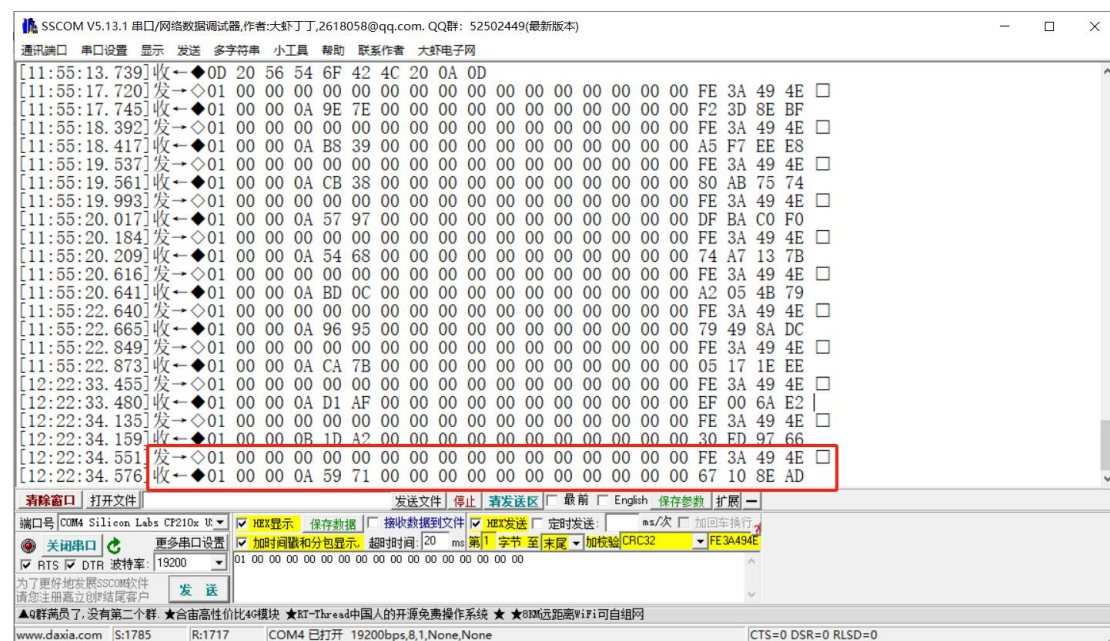 SSCOM V5.13.1 串口/网络数据调试器,作者:大虾丁丁,2618058@qq.com. QQ群: 52502449(最新版本)
通讯端口 串口设置 显示 发送 多字符串 小工具 帮助 联系作者 大虾电子网
[11:55:13.739]收←◆0D 20 56 54 6F 42 4C 20 0A 0D
[11:55:17.720]发→◇01 00 00 00 00 00 00 00 00 00 00 00 00 00 00 00 00 FE 3A 49 4E □
[11:55:17.745]收←◆01 00 00 0A 9E 7E 00 00 00 00 00 00 00 00 00 00 00 F2 3D 8E BF
[11:55:18.392]发→◇01 00 00 00 00 00 00 00 00 00 00 00 00 00 00 00 00 FE 3A 49 4E □
[11:55:18.417]收←◆01 00 00 0A B8 39 00 00 00 00 00 00 00 00 00 00 00 A5 F7 EE E8
[11:55:19.537]发→◇01 00 00 00 00 00 00 00 00 00 00 00 00 00 00 00 00 FE 3A 49 4E □
[11:55:19.561]收←◆01 00 00 0A CB 38 00 00 00 00 00 00 00 00 00 00 00 80 AB 75 74
[11:55:19.993]发→◇01 00 00 00 00 00 00 00 00 00 00 00 00 00 00 00 00 FE 3A 49 4E □
[11:55:20.017]收←◆01 00 00 0A 57 97 00 00 00 00 00 00 00 00 00 00 00 DF BA C0 F0
[11:55:20.184]发→◇01 00 00 00 00 00 00 00 00 00 00 00 00 00 00 00 00 FE 3A 49 4E □
[11:55:20.209]收←◆01 00 00 0A 54 68 00 00 00 00 00 00 00 00 00 00 00 74 A7 13 7B
[11:55:20.616]发→◇01 00 00 00 00 00 00 00 00 00 00 00 00 00 00 00 00 FE 3A 49 4E □
[11:55:20.641]收←◆01 00 00 0A BD 0C 00 00 00 00 00 00 00 00 00 00 00 A2 05 4B 79
[11:55:22.640]发→◇01 00 00 00 00 00 00 00 00 00 00 00 00 00 00 00 00 FE 3A 49 4E □
[11:55:22.665]收←◆01 00 00 0A 96 95 00 00 00 00 00 00 00 00 00 00 00 79 49 8A DC
[11:55:22.849]发→◇01 00 00 00 00 00 00 00 00 00 00 00 00 00 00 00 00 FE 3A 49 4E □
[11:55:22.873]收←◆01 00 00 0A CA 7B 00 00 00 00 00 00 00 00 00 00 00 05 17 1E EE
[12:22:33.455]发→◇01 00 00 00 00 00 00 00 00 00 00 00 00 00 00 00 00 FE 3A 49 4E □
[12:22:33.480]收←◆01 00 00 0A D1 AF 00 00 00 00 00 00 00 00 00 00 00 EF 00 6A E2
[12:22:34.135]发→◇01 00 00 00 00 00 00 00 00 00 00 00 00 00 00 00 00 FE 3A 49 4E □
[12:22:34.159]收←◆01 00 00 0B 1D A2 00 00 00 00 00 00 00 00 00 00 00 30 ED 97 66
[12:22:34.551]发→◇01 00 00 00 00 00 00 00 00 00 00 00 00 00 00 00 00 FE 3A 49 4E □
[12:22:34.576]收←◆01 00 00 0A 59 71 00 00 00 00 00 00 00 00 00 00 00 67 10 8E AD
清除窗口 打开文件 发送文件 停止 清发送区 最前 English 保存参数 扩展 —
端口号 COM4 Silicon Labs CP210x U HEX显示 保存数据 接收数据到文件 HEX发送 定时发送: ms/次 加回车换行
关闭串口 更多串口设置 加时间戳和分包显示, 超时时间: 20 ms 第1 字节 至 末尾 加校验 CRC32 FE3A494E
RTS DTR 波特率: 19200 01 00 00 00 00 00 00 00 00 00 00 00 00 00 00 00 00
为了更好地发展SSCOM软件
请您注册嘉立创F结尾客户
发 送
▲Q群满员了,没有第二个群. ★合宙高性价比4G模块 ★RT-Thread中国人的开源免费操作系统 ★ ★8KM远距离WiFi可自组网
www.daxia.com S:1785 R:1717 COM4 已打开 19200bps,8,1,None,None CTS=0 DSR=0 RLSD=0